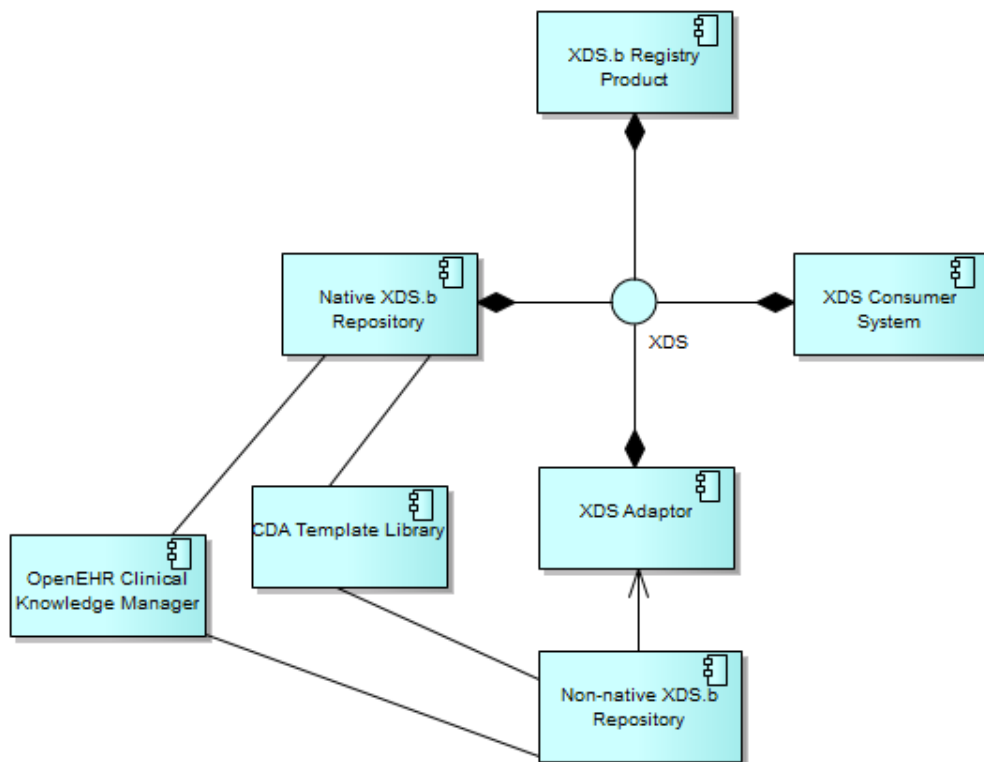 XDS.b Registry
Product
Native XDS.b
Repository
XDS Consumer
System
XDS
CDA Template Library
XDS Adaptor
OpenEHR Clinical
Knowledge Manager
Non-native XDS.b
Repository